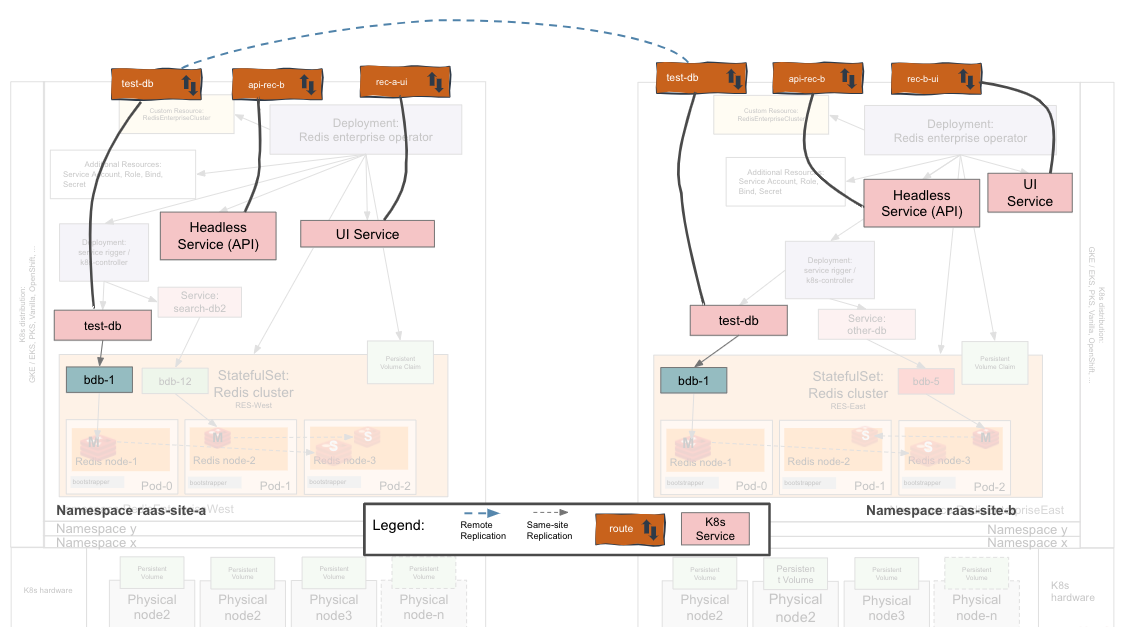 test-db
api-rec-b
rec-a-ui
Custom Resource:
RedisEnterpriseCluster
Deployment:
Redis enterprise operator
Additional Resources:
Service Account, Role, Bind,
Secret
Headless
Service (API)
UI Service
Deployment:
service rigger /
k8s-controller
Service:
search-db2
test-db
Persistent
Volume Claim
bdb-1
bdb-12
StatefulSet:
Redis cluster
RES-West
M
M
S
S
Redis node-1
Redis node-2
Redis node-3
bootstrapper
Pod-0
bootstrapper
Pod-1
bootstrapper
Pod-2
Namespace raas-site-a
West
Namespace y
Namespace x
K8s distribution:
GKE / EKS, PKS, Vanilla, OpenShift, ...
K8s hardware
Persistent
Volume
Persistent
Volume
Persistent
Volume
Persistent
Volume
Physical
node2
Physical
node2
Physical
node3
Physical
node-n
test-db
api-rec-b
rec-b-ui
Custom Resource:
RedisEnterpriseCluster
Deployment:
Redis enterprise operator
Additional Resources:
Service Account, Role,
Bind, Secret
Headless
Service (API)
UI
Service
Deployment:
service rigger /
k8s-controller
test-db
Service:
other-db
Persistent
Volume Claim
bdb-1
StatefulSet:
Redis cluster
RES-East
bdb-5
M
S
M
S
Redis node-1
Redis node-2
Redis node-3
bootstrapper
Pod-0
bootstrapper
Pod-1
bootstrapper
Pod-2
Namespace raas-site-b
priseEast
Namespace y
Namespace x
K8s distribution:
GKE / EKS, PKS, Vanilla, OpenShift, ...
Persistent
Volume
Persisten
t Volume
Persistent
Volume
Persistent
Volume
Physical
node2
Physical
node2
Physical
node3
Physical
node-n
K8s
hardware
Legend:
Remote
Replication
Same-site
Replication
route
K8s
Service